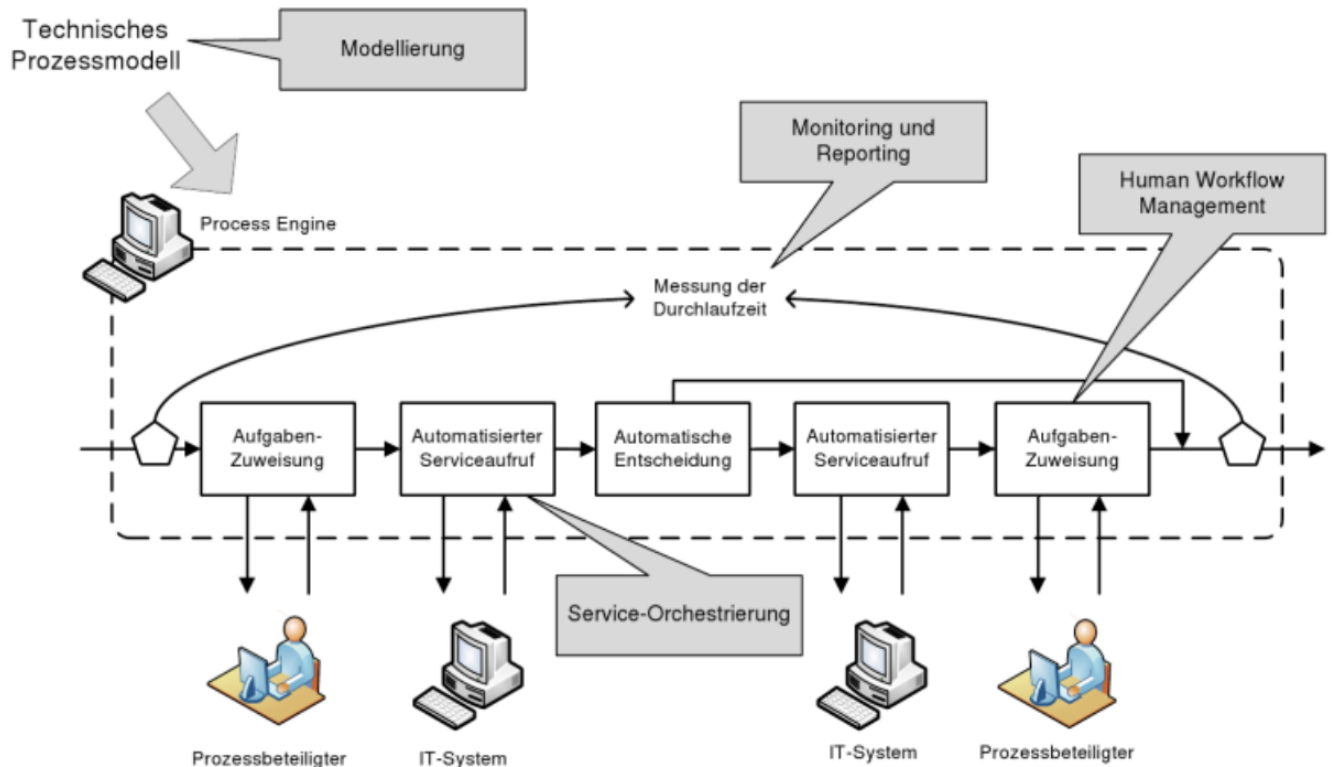 Technisches
Prozessmodell
Modellierung
Monitoring und
Reporting
Human Workflow
Management
Process Engine
Messung der
Durchlaufzeit
Aufgaben-
Zuweisung
Automatisierter
Serviceaufruf
Automatische
Entscheidung
Automatisierter
Serviceaufruf
Aufgaben-
Zuweisung
Service-Orchestrierung
Prozessbeteiligter
IT-System
IT-System
Prozessbeteiligter